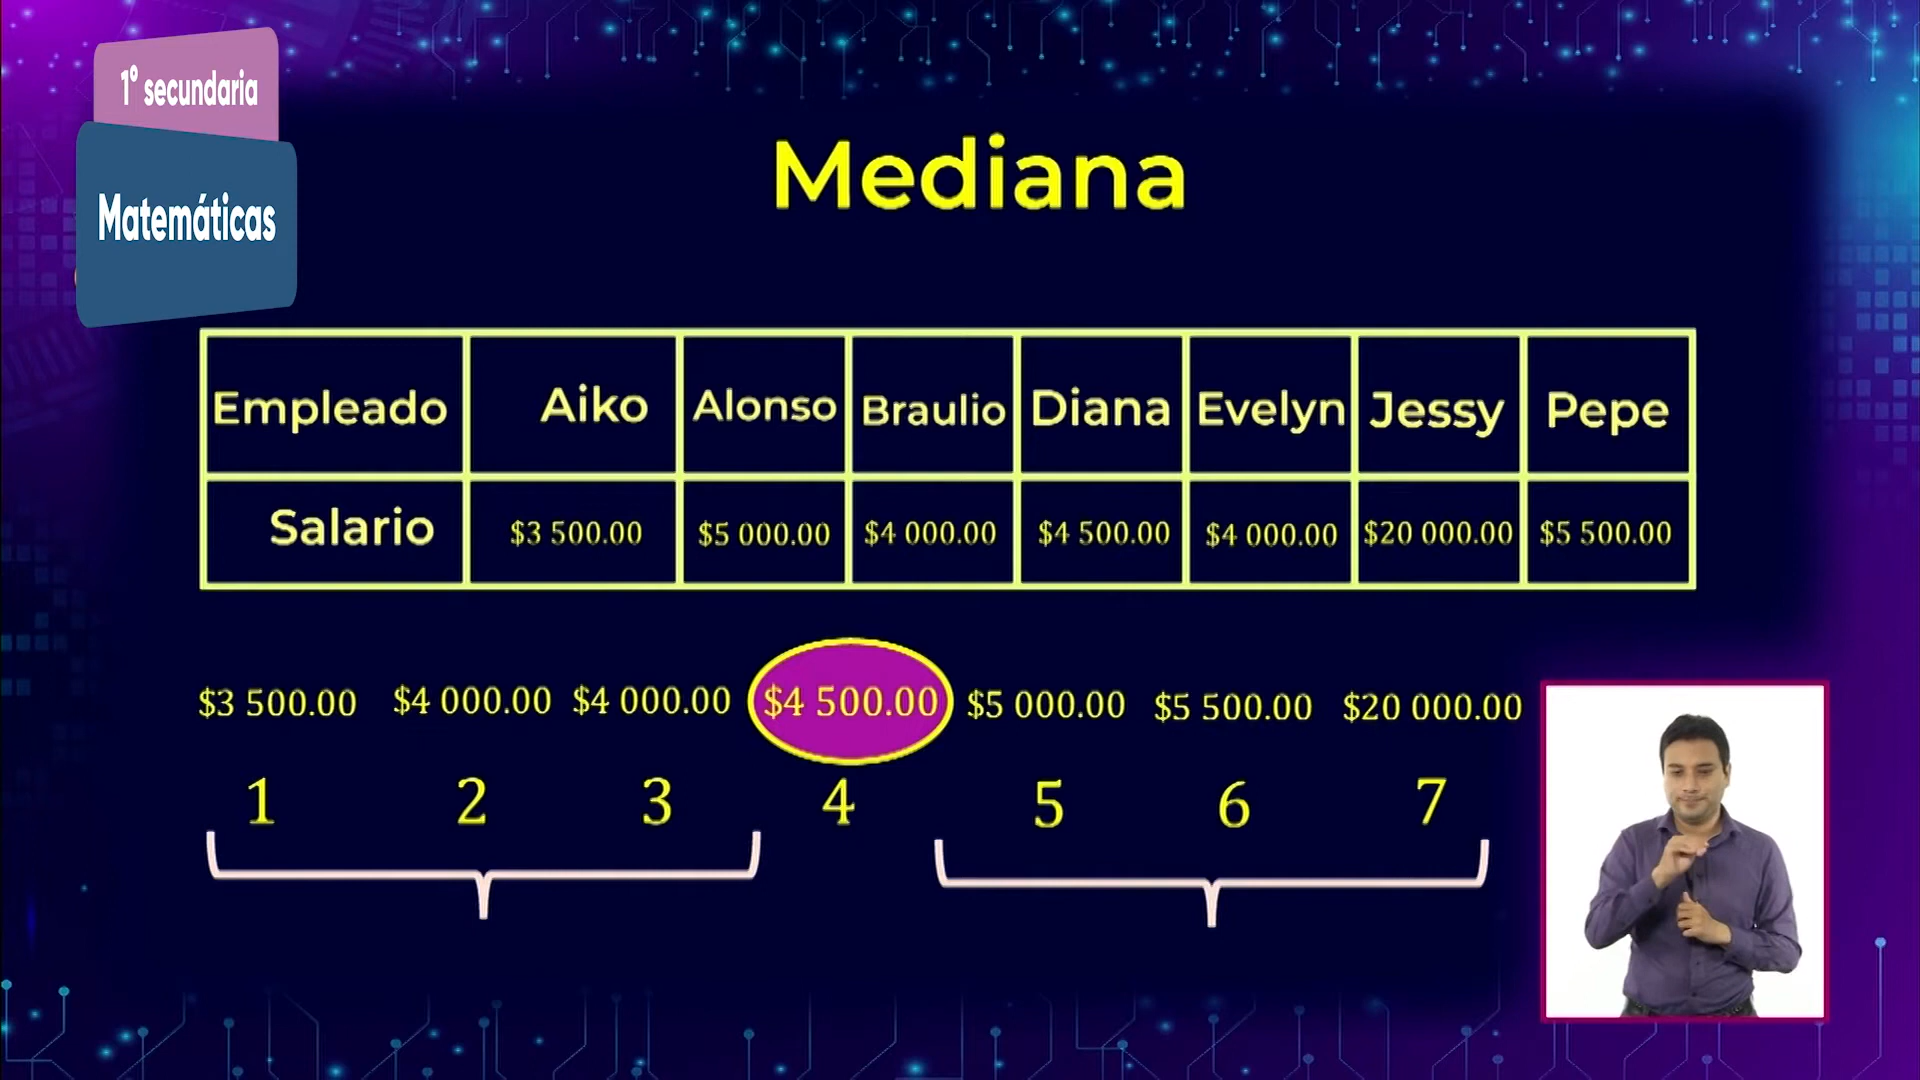 1º secundaria
Matemáticas
Mediana
Empleado Aiko Alonso Braulio Diana Evelyn Jessy Pepe
Salario $3 500.00 $5 000.00 $4 000.00 $4 500.00 $4 000.00 $20 000.00 $5 500.00
$3 500.00 $4 000.00 $4 000.00 $4 500.00 $5 000.00 $5 500.00 $20 000.00
1 2 3 4 5 6 7